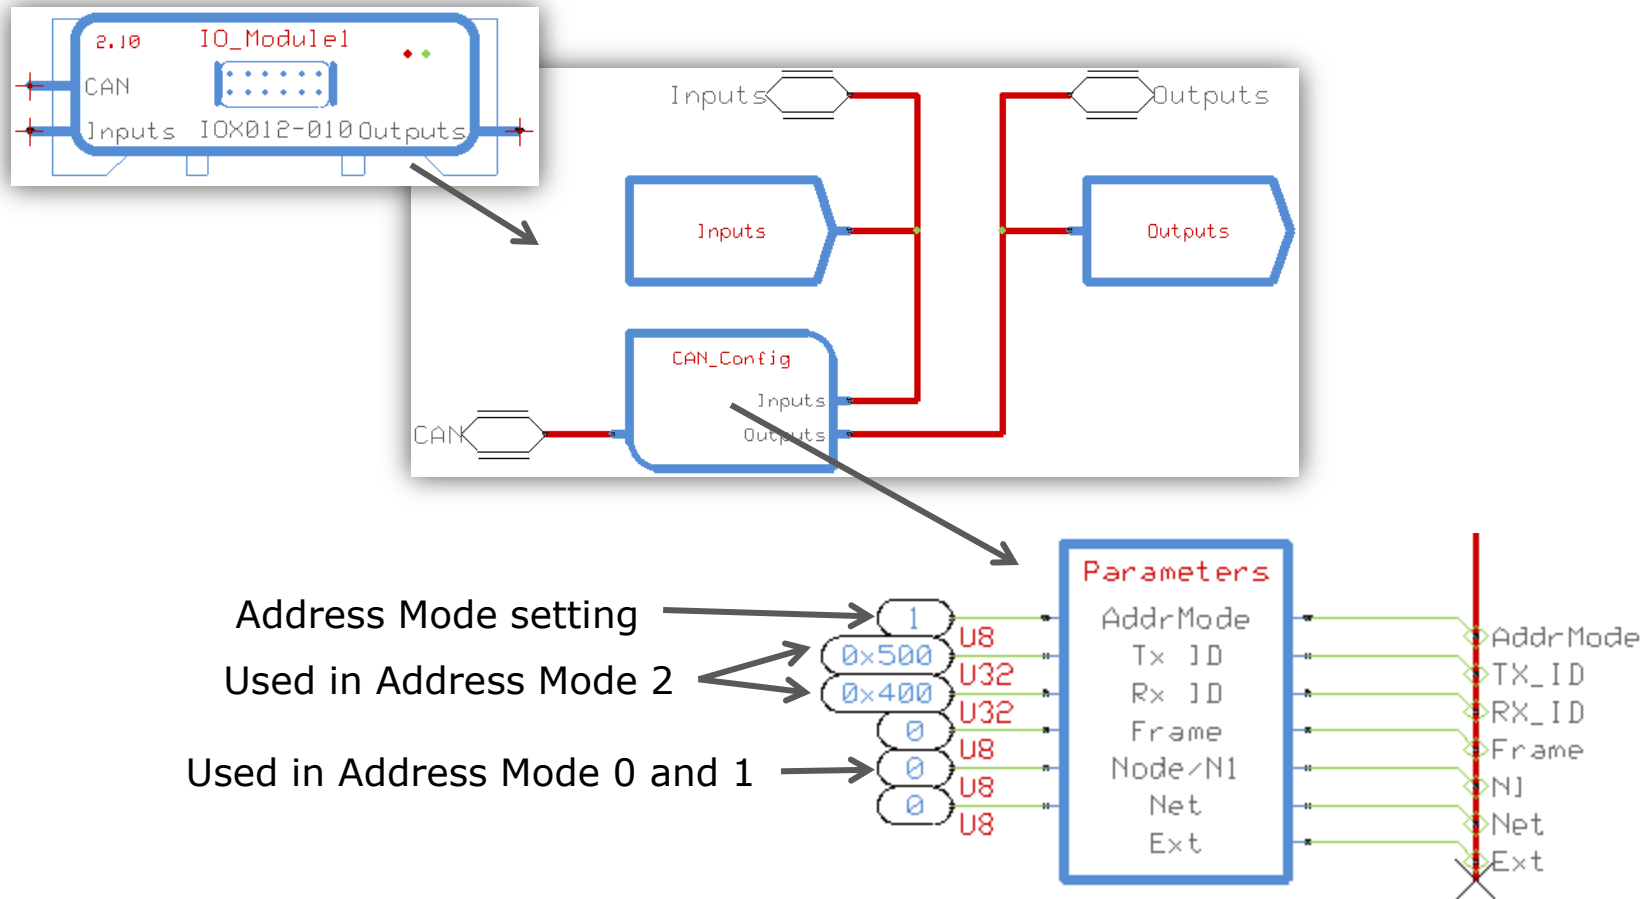 2.10 IO_Module1
CAN
Inputs IOX012-010 Outputs
Inputs Outputs
Inputs Outputs
CAN_Config
Inputs
CAN Outputs
Parameters
Address Mode setting 1 U8 AddrMode AddrMode
0x500 U32 Tx ID TX_ID
Used in Address Mode 2
0x400 U32 Rx ID RX_ID
0 U8 Frame Frame
Used in Address Mode 0 and 1 0 U8 Node/N1 N1
0 U8 Net Net
Ext Ext